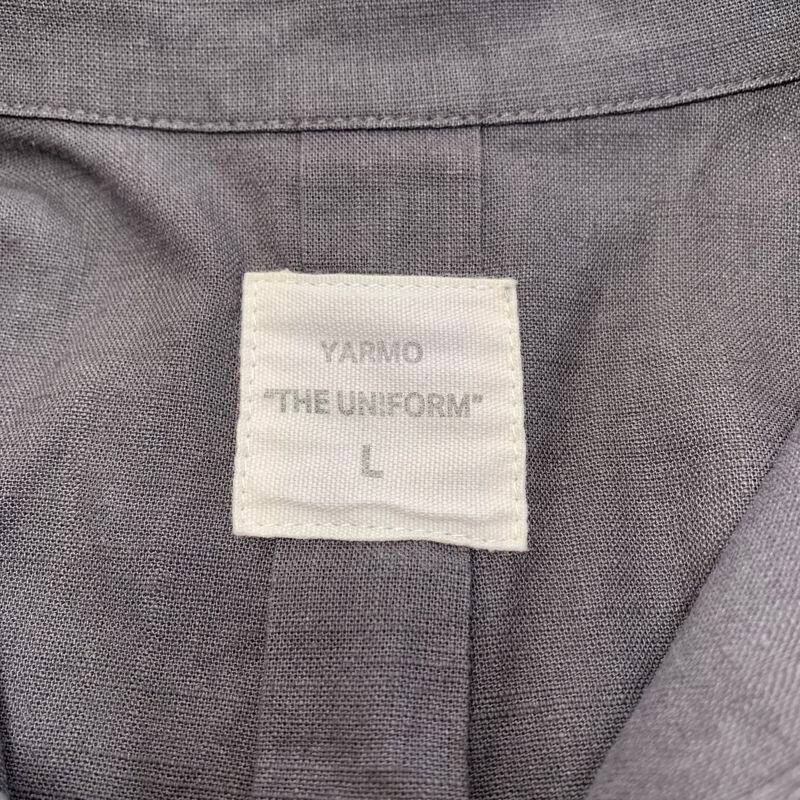 YARMO
"THE UNIFORM"
L